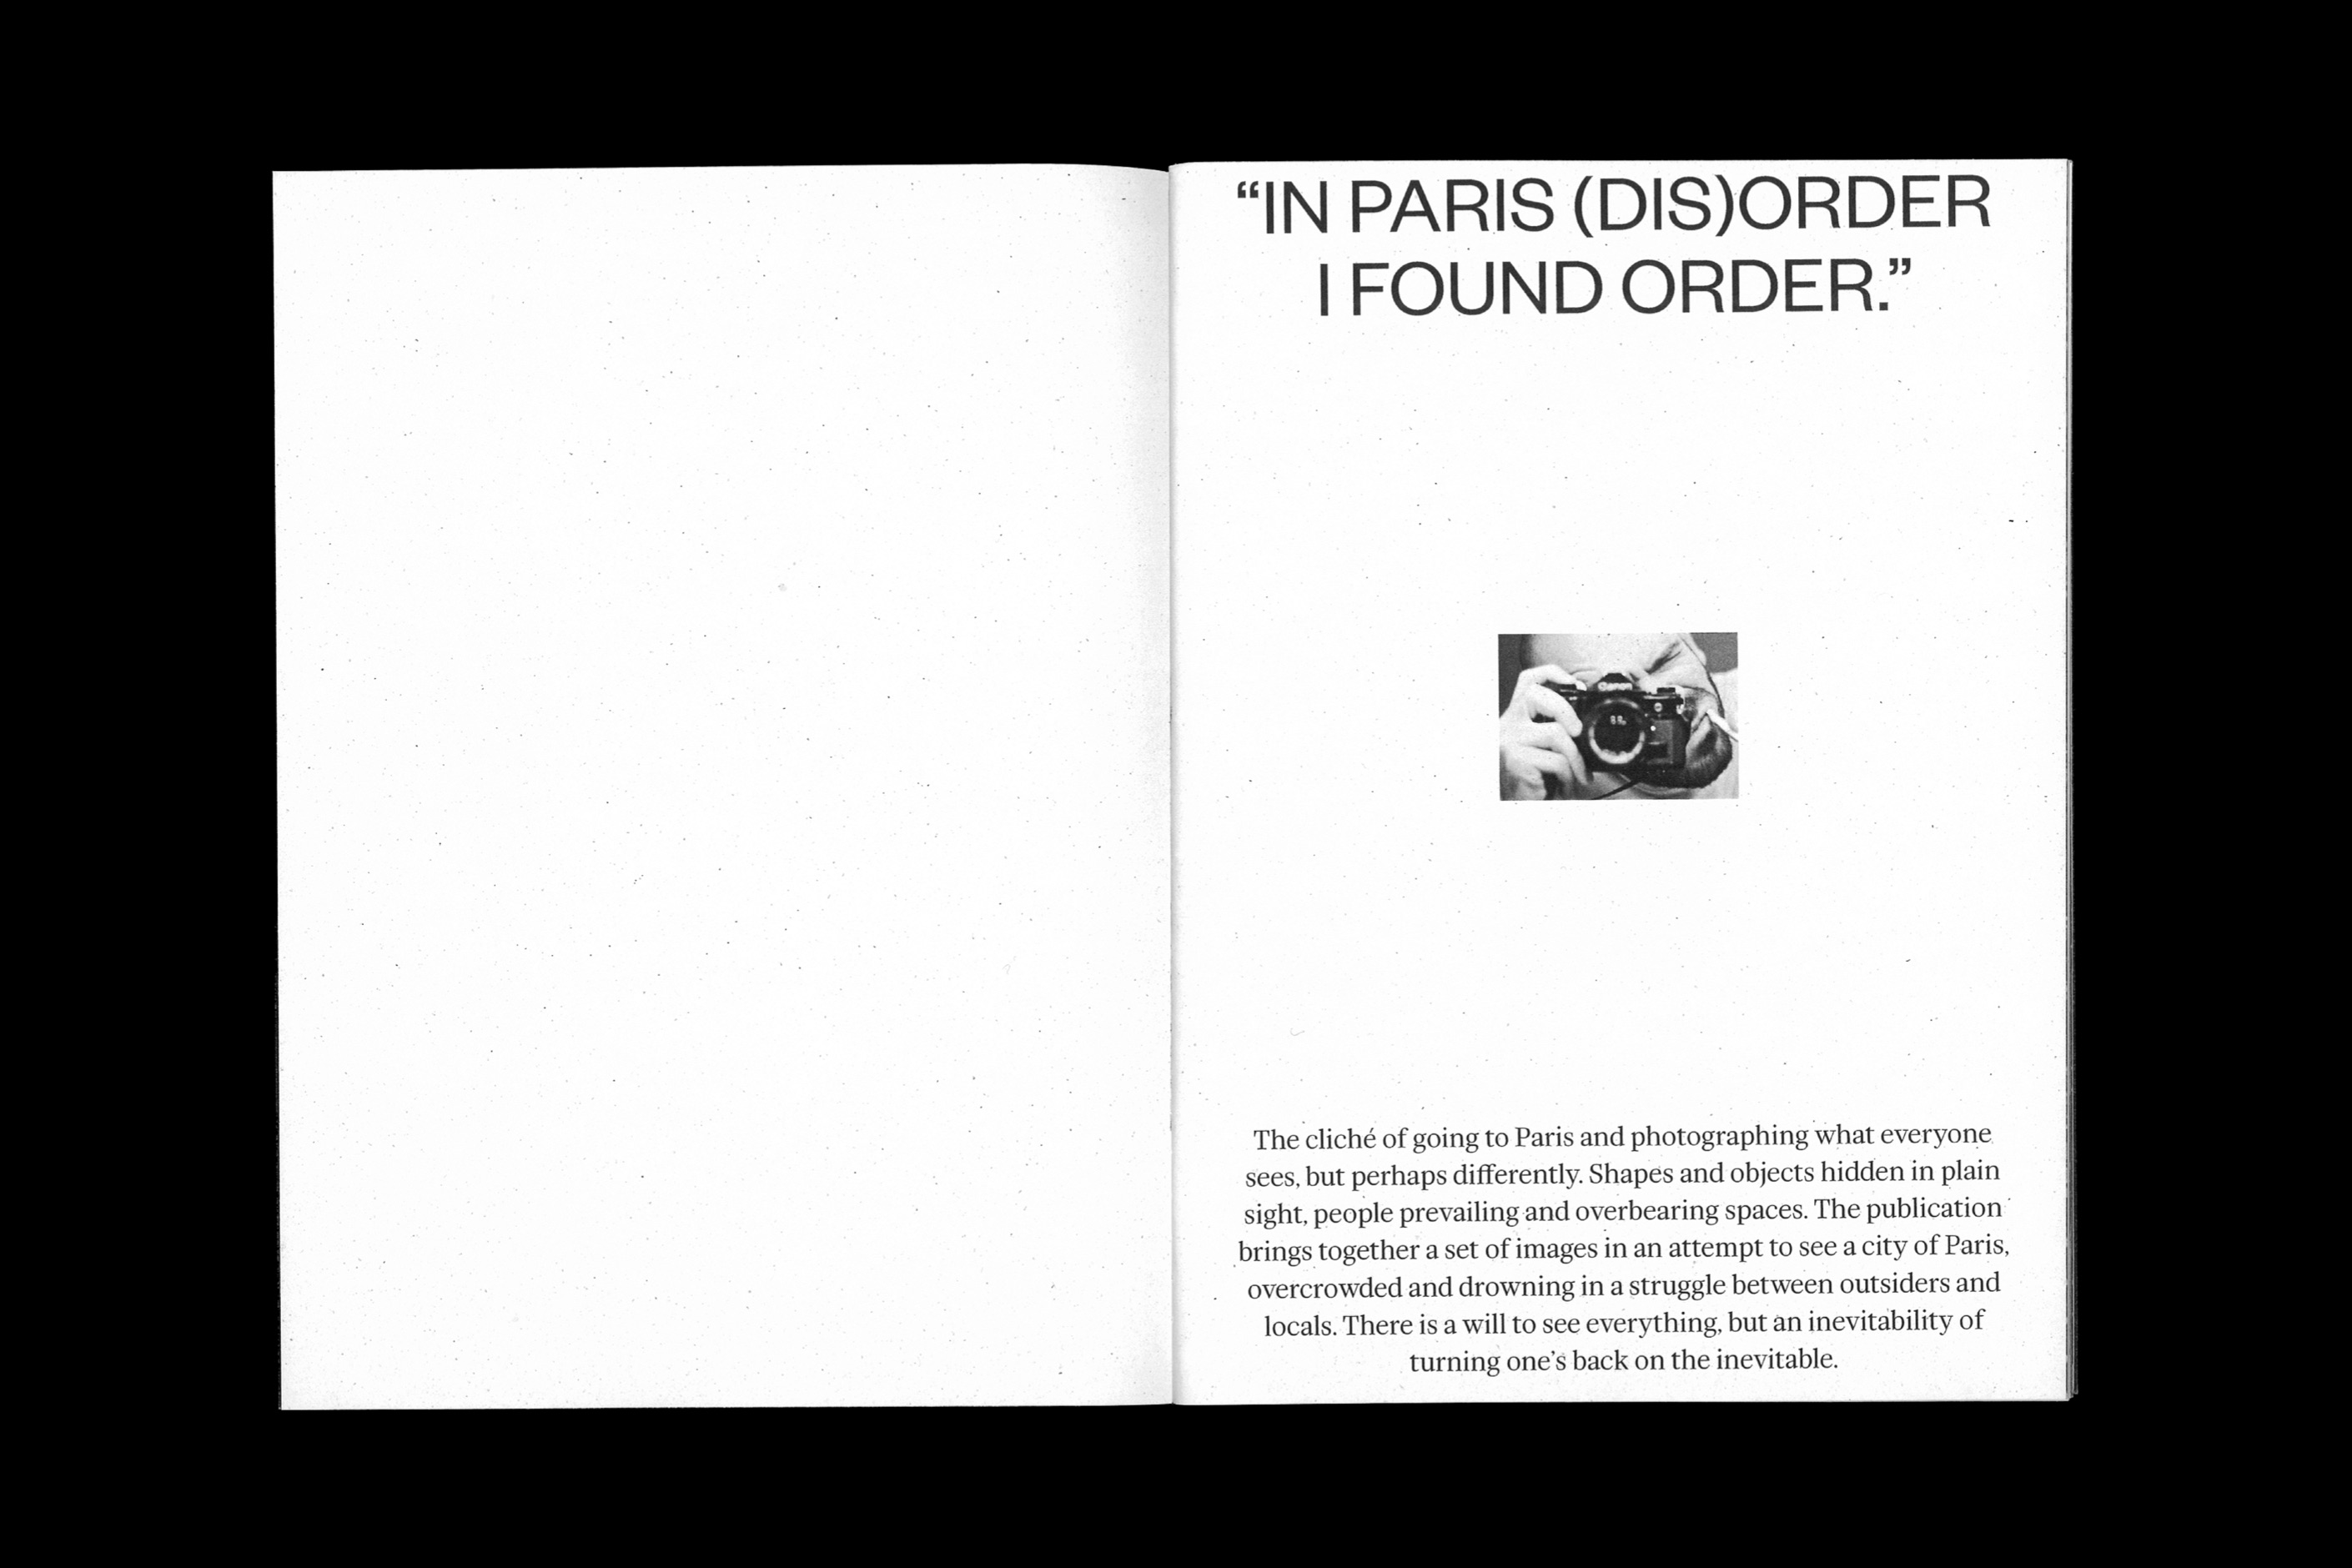 “IN PARIS (DIS)ORDER
I FOUND ORDER.”
Canon
The cliché of going to Paris and photographing what everyone
sees, but perhaps differently. Shapes and objects hidden in plain
sight, people prevailing and overbearing spaces. The publication
brings together a set of images in an attempt to see a city of Paris,
overcrowded and drowning in a struggle between outsiders and
locals. There is a will to see everything, but an inevitability of
turning one’s back on the inevitable.